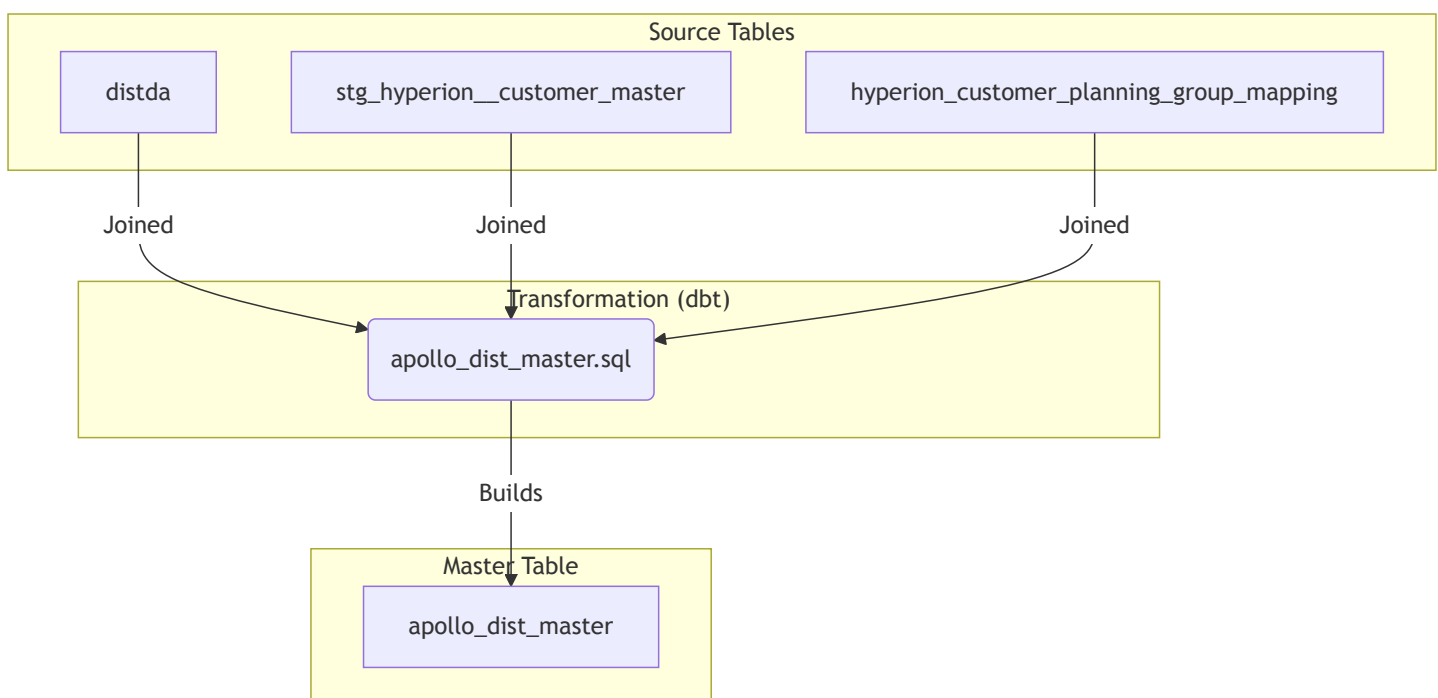 Source Tables
distda
stg_hyperion__customer_master
hyperion_customer_planning_group_mapping
Joined
Joined
Joined
Transformation (dbt)
apollo_dist_master.sql
Builds
Master Table
apollo_dist_master